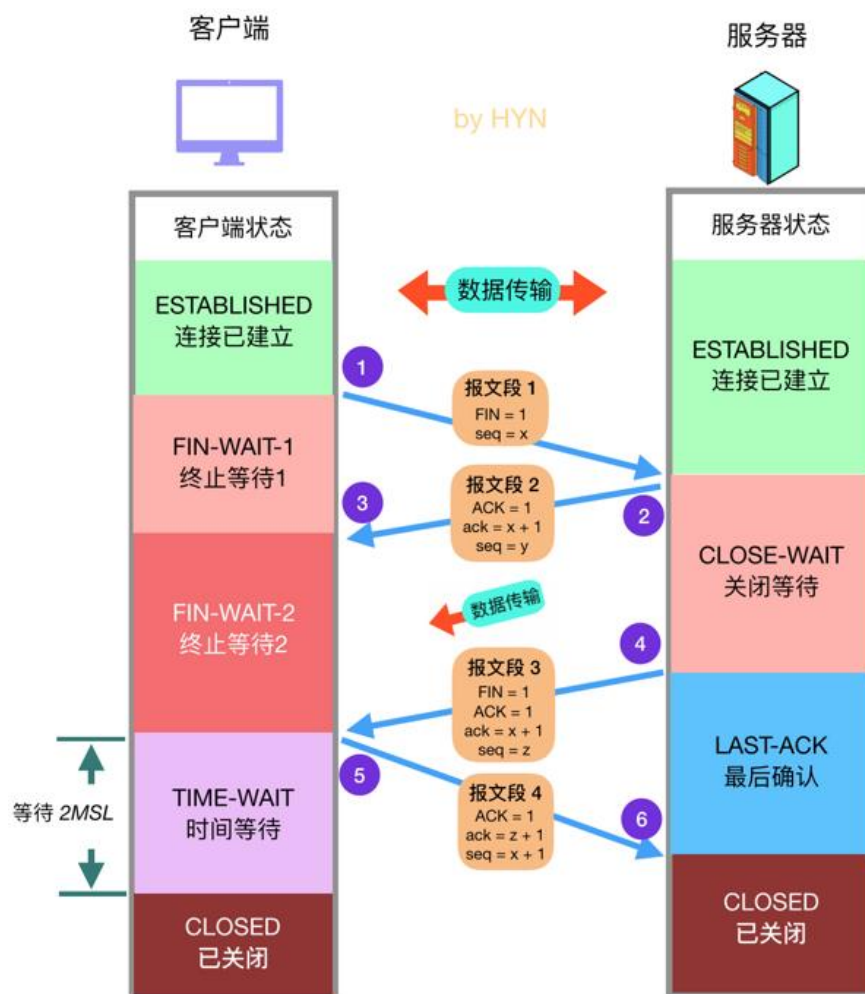 客户端
服务器
by HYN
客户端状态
服务器状态
ESTABLISHED
连接已建立
数据传输
ESTABLISHED
连接已建立
1
报文段 1
FIN = 1
seq = x
FIN-WAIT-1
终止等待1
3
报文段 2
ACK = 1
ack = x + 1
seq = y
2
CLOSE-WAIT
关闭等待
FIN-WAIT-2
终止等待2
数据传输
4
报文段 3
FIN = 1
ACK = 1
ack = x + 1
seq = z
LAST-ACK
最后确认
等待 2MSL
TIME-WAIT
时间等待
5
报文段 4
ACK = 1
ack = z + 1
seq = x + 1
6
CLOSED
已关闭
CLOSED
已关闭